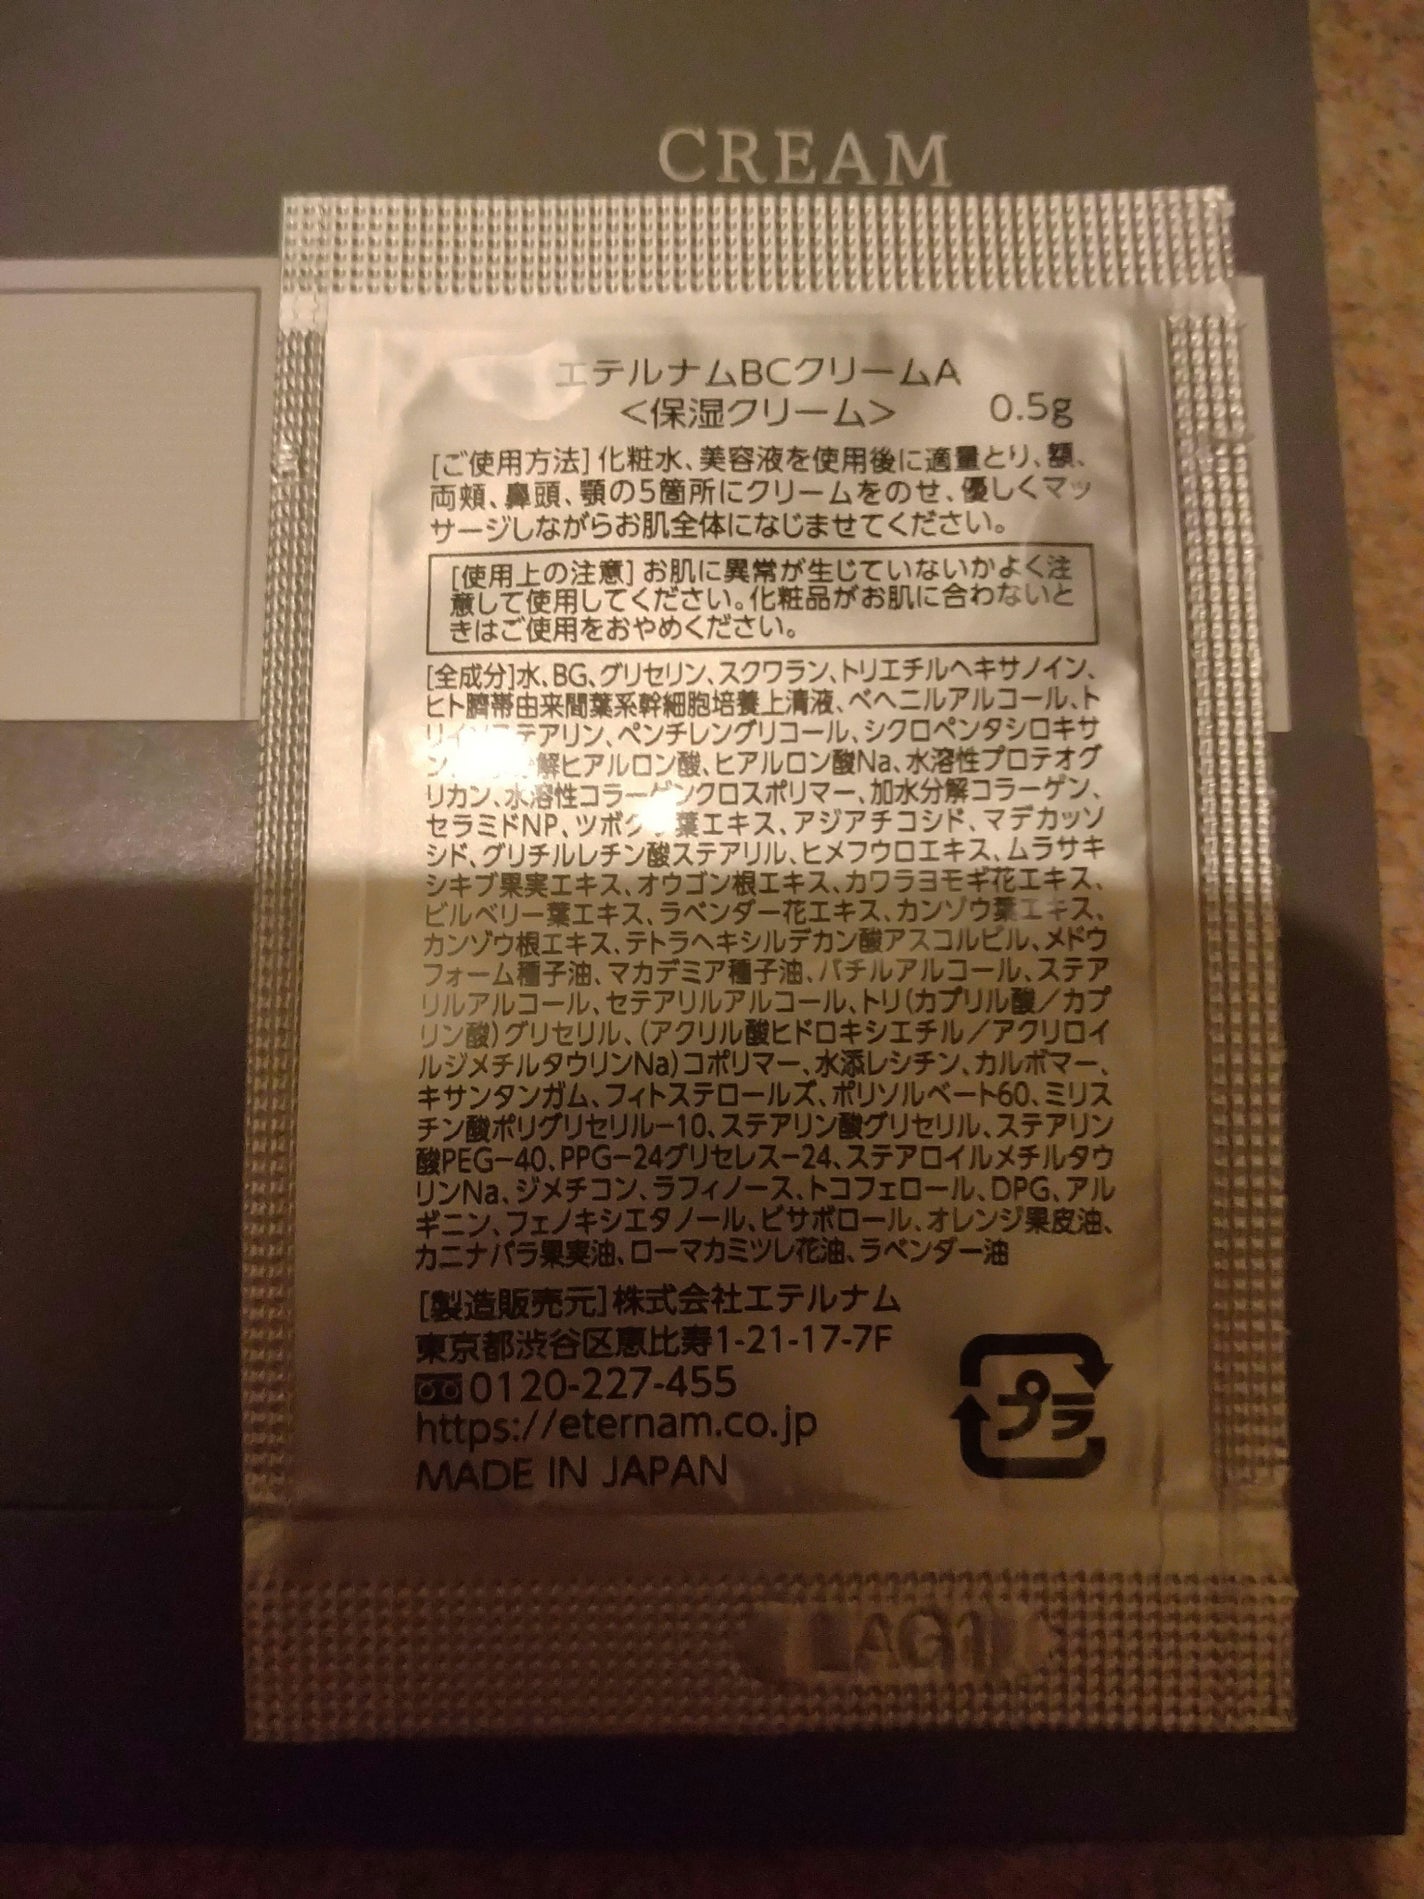 CREAM
エテルナムBCクリームA
<保湿クリーム> 0.5g
[ご使用方法]化粧水、美容液を使用後に適量とり、額、
両頬、鼻頭、顎の5箇所にクリームをのせ、優しくマッ
サージしながらお肌全体になじませてください。
[使用上の注意]お肌に異常が生じていないかよく注
意して使用してください。化粧品がお肌に合わないと
きはご使用をおやめください。
[全成分]水、BG、グリセリン、スクワラン、トリエチルヘキサノイン、
ヒト臍帯由来間葉系幹細胞培養上清液、ベヘニルアルコール、ト
リイソステアリン、ペンチレングリコール、シクロペンタシロキサ
ン、解ヒアルロン酸、ヒアルロン酸Na、水溶性プロテオグ
リカン、水溶性コラーゲンクロスポリマー、加水分解コラーゲン、
セラミドNP、ツボクサ葉エキス、アジアチコシド、マデカッソ
シド、グリチルレチン酸ステアリル、ヒメフウロエキス、ムラサキ
シキブ果実エキス、オウゴン根エキス、カワラヨモギ花エキス、
ビルベリー葉エキス、ラベンダー花エキス、カンゾウ葉エキス、
カンゾウ根エキス、テトラヘキシルデカン酸アスコルビル、メドウ
フォーム種子油、マカデミア種子油、バチルアルコール、ステア
リルアルコール、セテアリルアルコール、トリ(カプリル酸/カプ
リン酸)グリセリル、(アクリル酸ヒドロキシエチル/アクリロイ
ルジメチルタウリンNa)コポリマー、水添レシチン、カルボマー、
キサンタンガム、フィトステロールズ、ポリソルベート60、ミリス
チン酸ポリグリセリル-10、ステアリン酸グリセリル、ステアリン
酸PEG-40、PPG-24グリセレス-24、ステアロイルメチルタウ
リンNa、ジメチコン、ラフィノース、トコフェロール、DPG、アル
ギニン、フェノキシエタノール、ビサボロール、オレンジ果皮油、
カニナバラ果実油、ローマカミツレ花油、ラベンダー油
[製造販売元]株式会社エテルナム
東京都渋谷区恵比寿1-21-17-7F
0120-227-455
https://eternam.co.jp
MADE IN JAPAN
プラ
LAG1